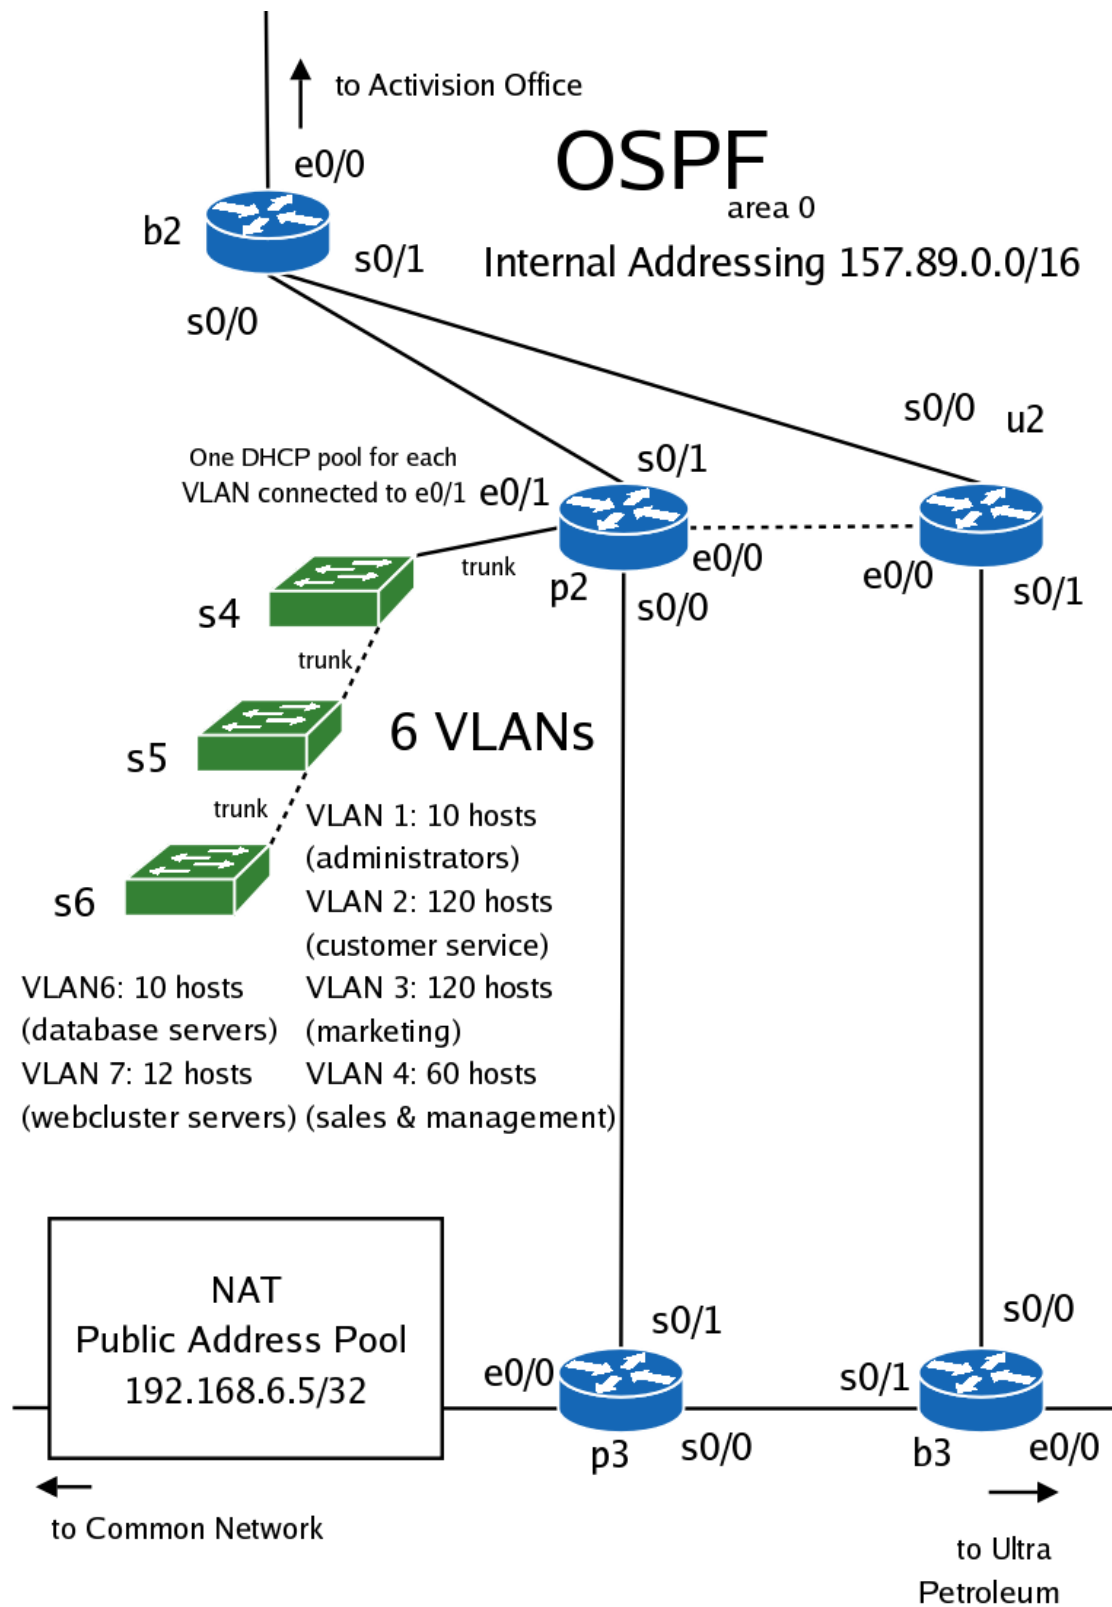 to Activision Office
OSPF
area 0
e0/0
b2
s0/1
Internal Addressing 157.89.0.0/16
s0/0
s0/0
u2
One DHCP pool for each
VLAN connected to e0/1
e0/1
s0/1
trunk
e0/0
e0/0
p2
s0/0
s0/1
s4
trunk
s5
6 VLANs
trunk
s6
VLAN 1: 10 hosts
(administrators)
VLAN 2: 120 hosts
(customer service)
VLAN 3: 120 hosts
(marketing)
VLAN 4: 60 hosts
(sales & management)
VLAN6: 10 hosts
(database servers)
VLAN 7: 12 hosts
(webcluster servers)
NAT
Public Address Pool
192.168.6.5/32
s0/1
s0/0
e0/0
s0/1
p3
s0/0
b3
e0/0
to Common Network
to Ultra
Petroleum